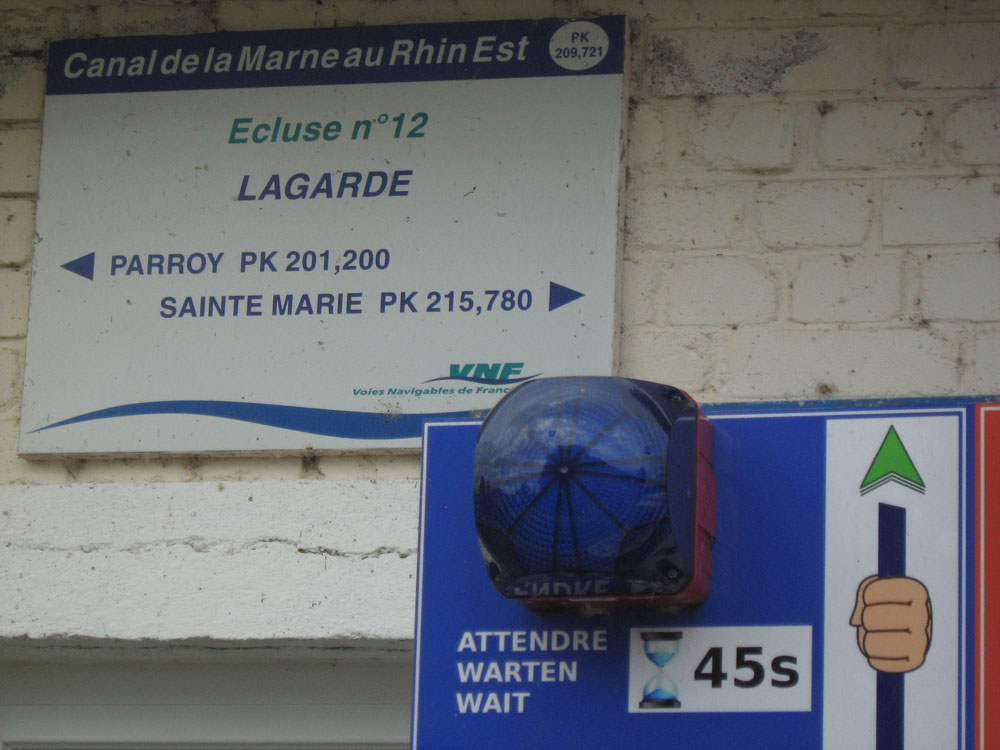 Canal de la Marne au Rhin Est
PK
209,721
Ecluse n°12
LAGARDE
PARROY PK 201,200
SAINTE MARIE PK 215,780
VNF
Voies Navigables de
ATTENDRE
WARTEN
WAIT
45s